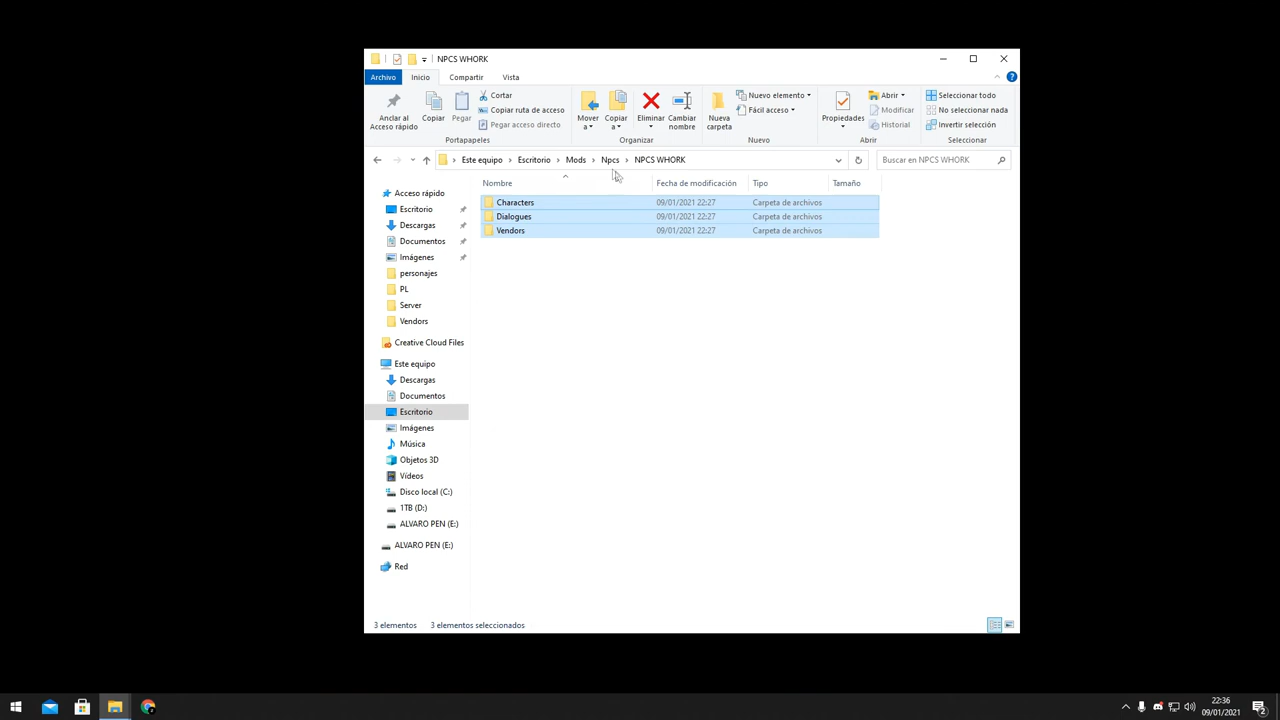 NPCS WHORK
Archivo Inicio Compartir Vista
Anclar al Acceso rápido
Copiar
Pegar
Cortar
Copiar ruta de acceso
Pegar acceso directo
Portapapeles
Mover a
Copiar a
Eliminar
Cambiar nombre
Organizar
Nueva carpeta
Nuevo elemento
Fácil acceso
Nuevo
Propiedades
Abrir
Modificar
Historial
Abrir
Seleccionar todo
No seleccionar nada
Invertir selección
Seleccionar
Este equipo Escritorio Mods Npcs NPCS WHORK
Buscar en NPCS WHORK
Nombre Fecha de modificación Tipo Tamaño
Characters 09/01/2021 22:27 Carpeta de archivos
Dialogues 09/01/2021 22:27 Carpeta de archivos
Vendors 09/01/2021 22:27 Carpeta de archivos
Acceso rápido
Escritorio
Descargas
Documentos
Imágenes
personajes
PL
Server
Vendors
Creative Cloud Files
Este equipo
Descargas
Documentos
Escritorio
Imágenes
Música
Objetos 3D
Vídeos
Disco local (C:)
1TB (D:)
ALVARO PEN (E:)
ALVARO PEN (E:)
Red
3 elementos 3 elementos seleccionados
22:36
09/01/2021
2